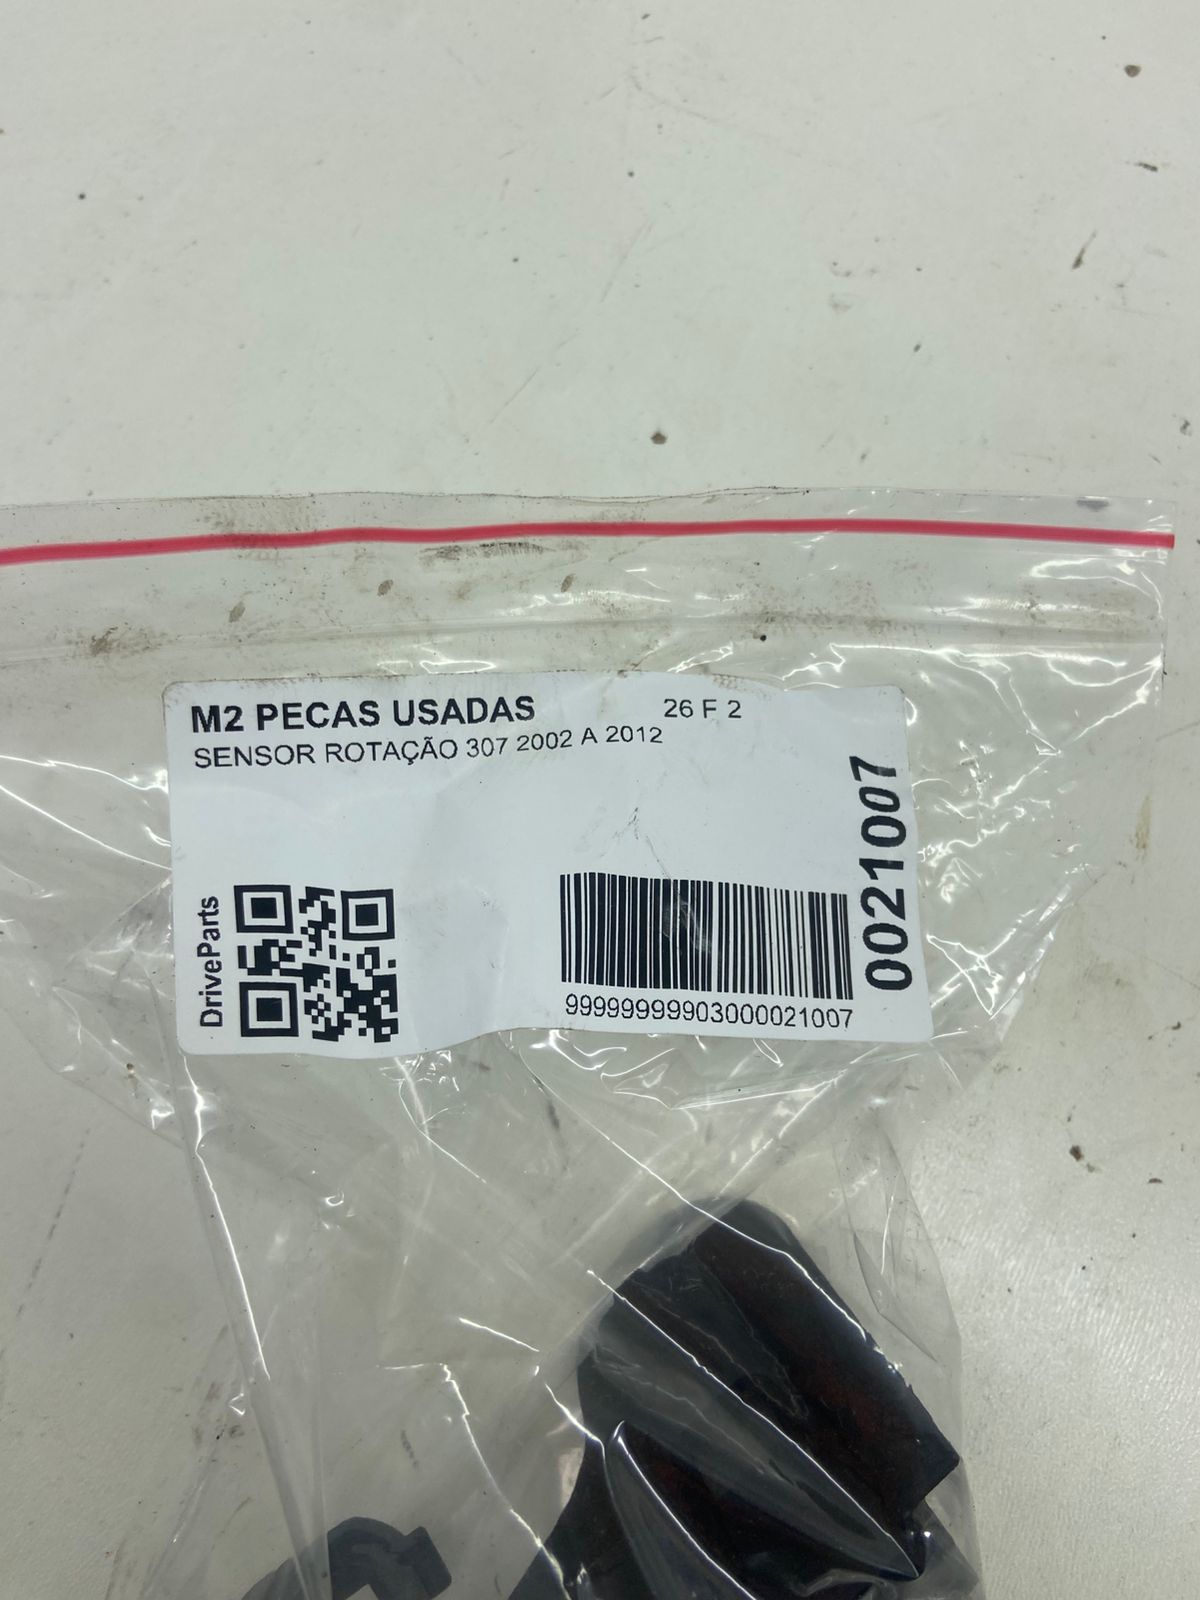 M2 PECAS USADAS 26 F 2
SENSOR ROTAÇÃO 307 2002 A 2012
0021007
DriveParts
99999999903000021007